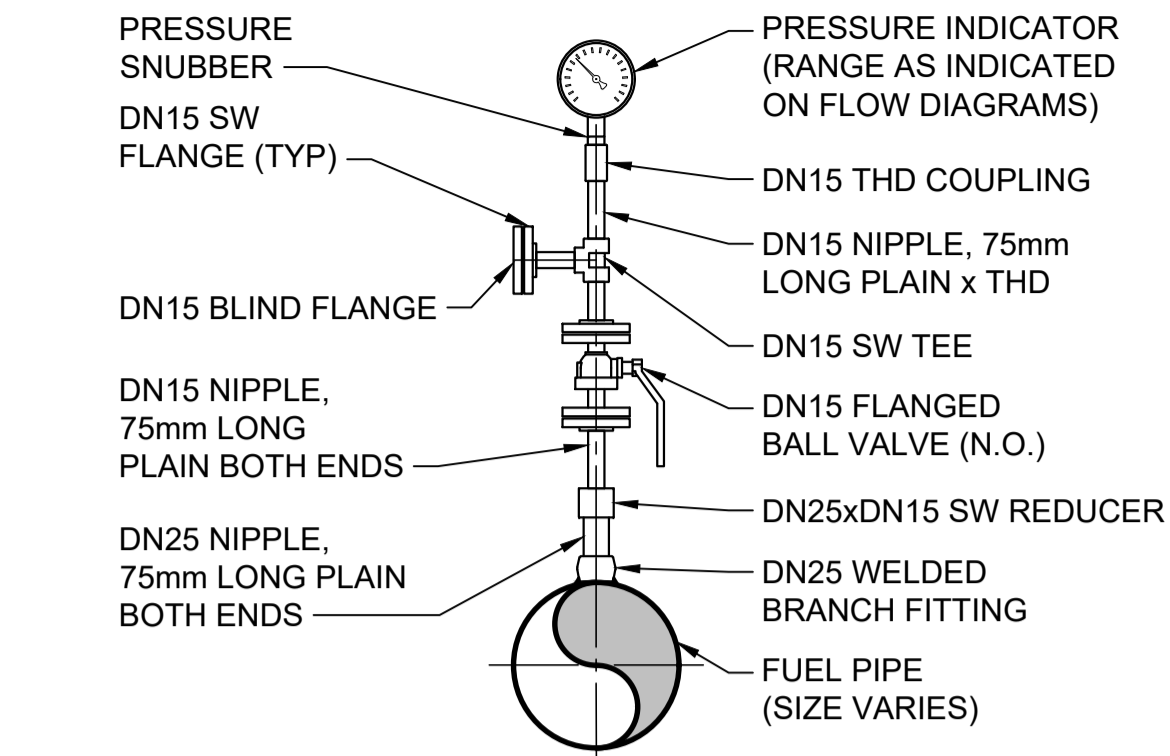 PRESSURE
SNUBBER
DN15 SW
FLANGE (TYP)
DN15 BLIND FLANGE
DN15 NIPPLE,
75mm LONG
PLAIN BOTH ENDS
DN25 NIPPLE,
75mm LONG PLAIN
BOTH ENDS
PRESSURE INDICATOR
(RANGE AS INDICATED
ON FLOW DIAGRAMS)
DN15 THD COUPLING
DN15 NIPPLE, 75mm
LONG PLAIN x THD
DN15 SW TEE
DN15 FLANGED
BALL VALVE (N.O.)
DN25xDN15 SW REDUCER
DN25 WELDED
BRANCH FITTING
FUEL PIPE
(SIZE VARIES)